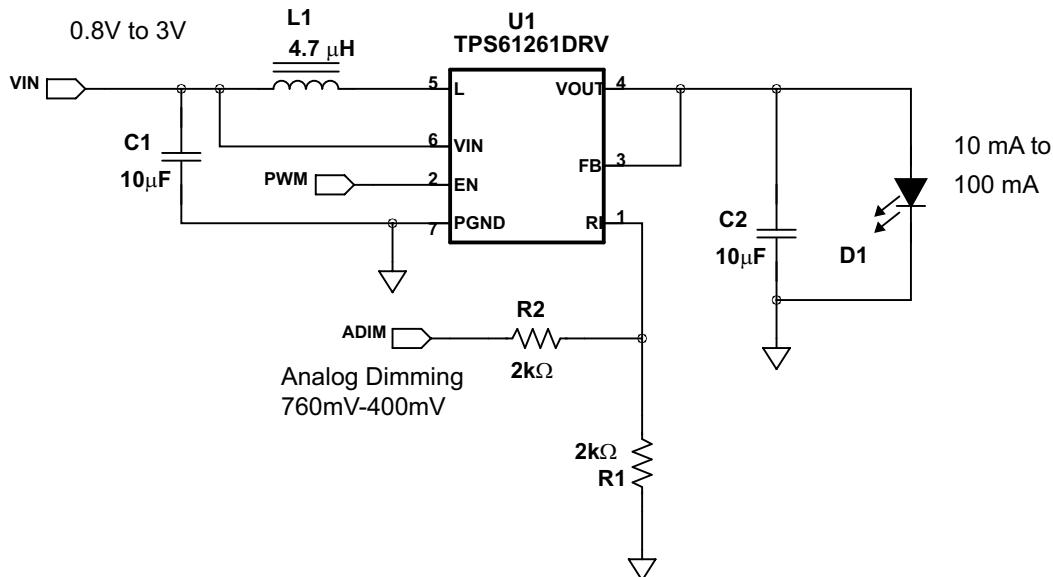 0.8V to 3V
L1
4.7 μH
U1
TPS61261DRV
VIN
5 L
VOUT 4
C1
10μF
6 VIN
FB 3
PWM
2 EN
7 PGND
RI 1
10 mA to
100 mA
C2
10μF
D1
R2
ADIM
2kΩ
Analog Dimming
760mV-400mV
2kΩ
R1